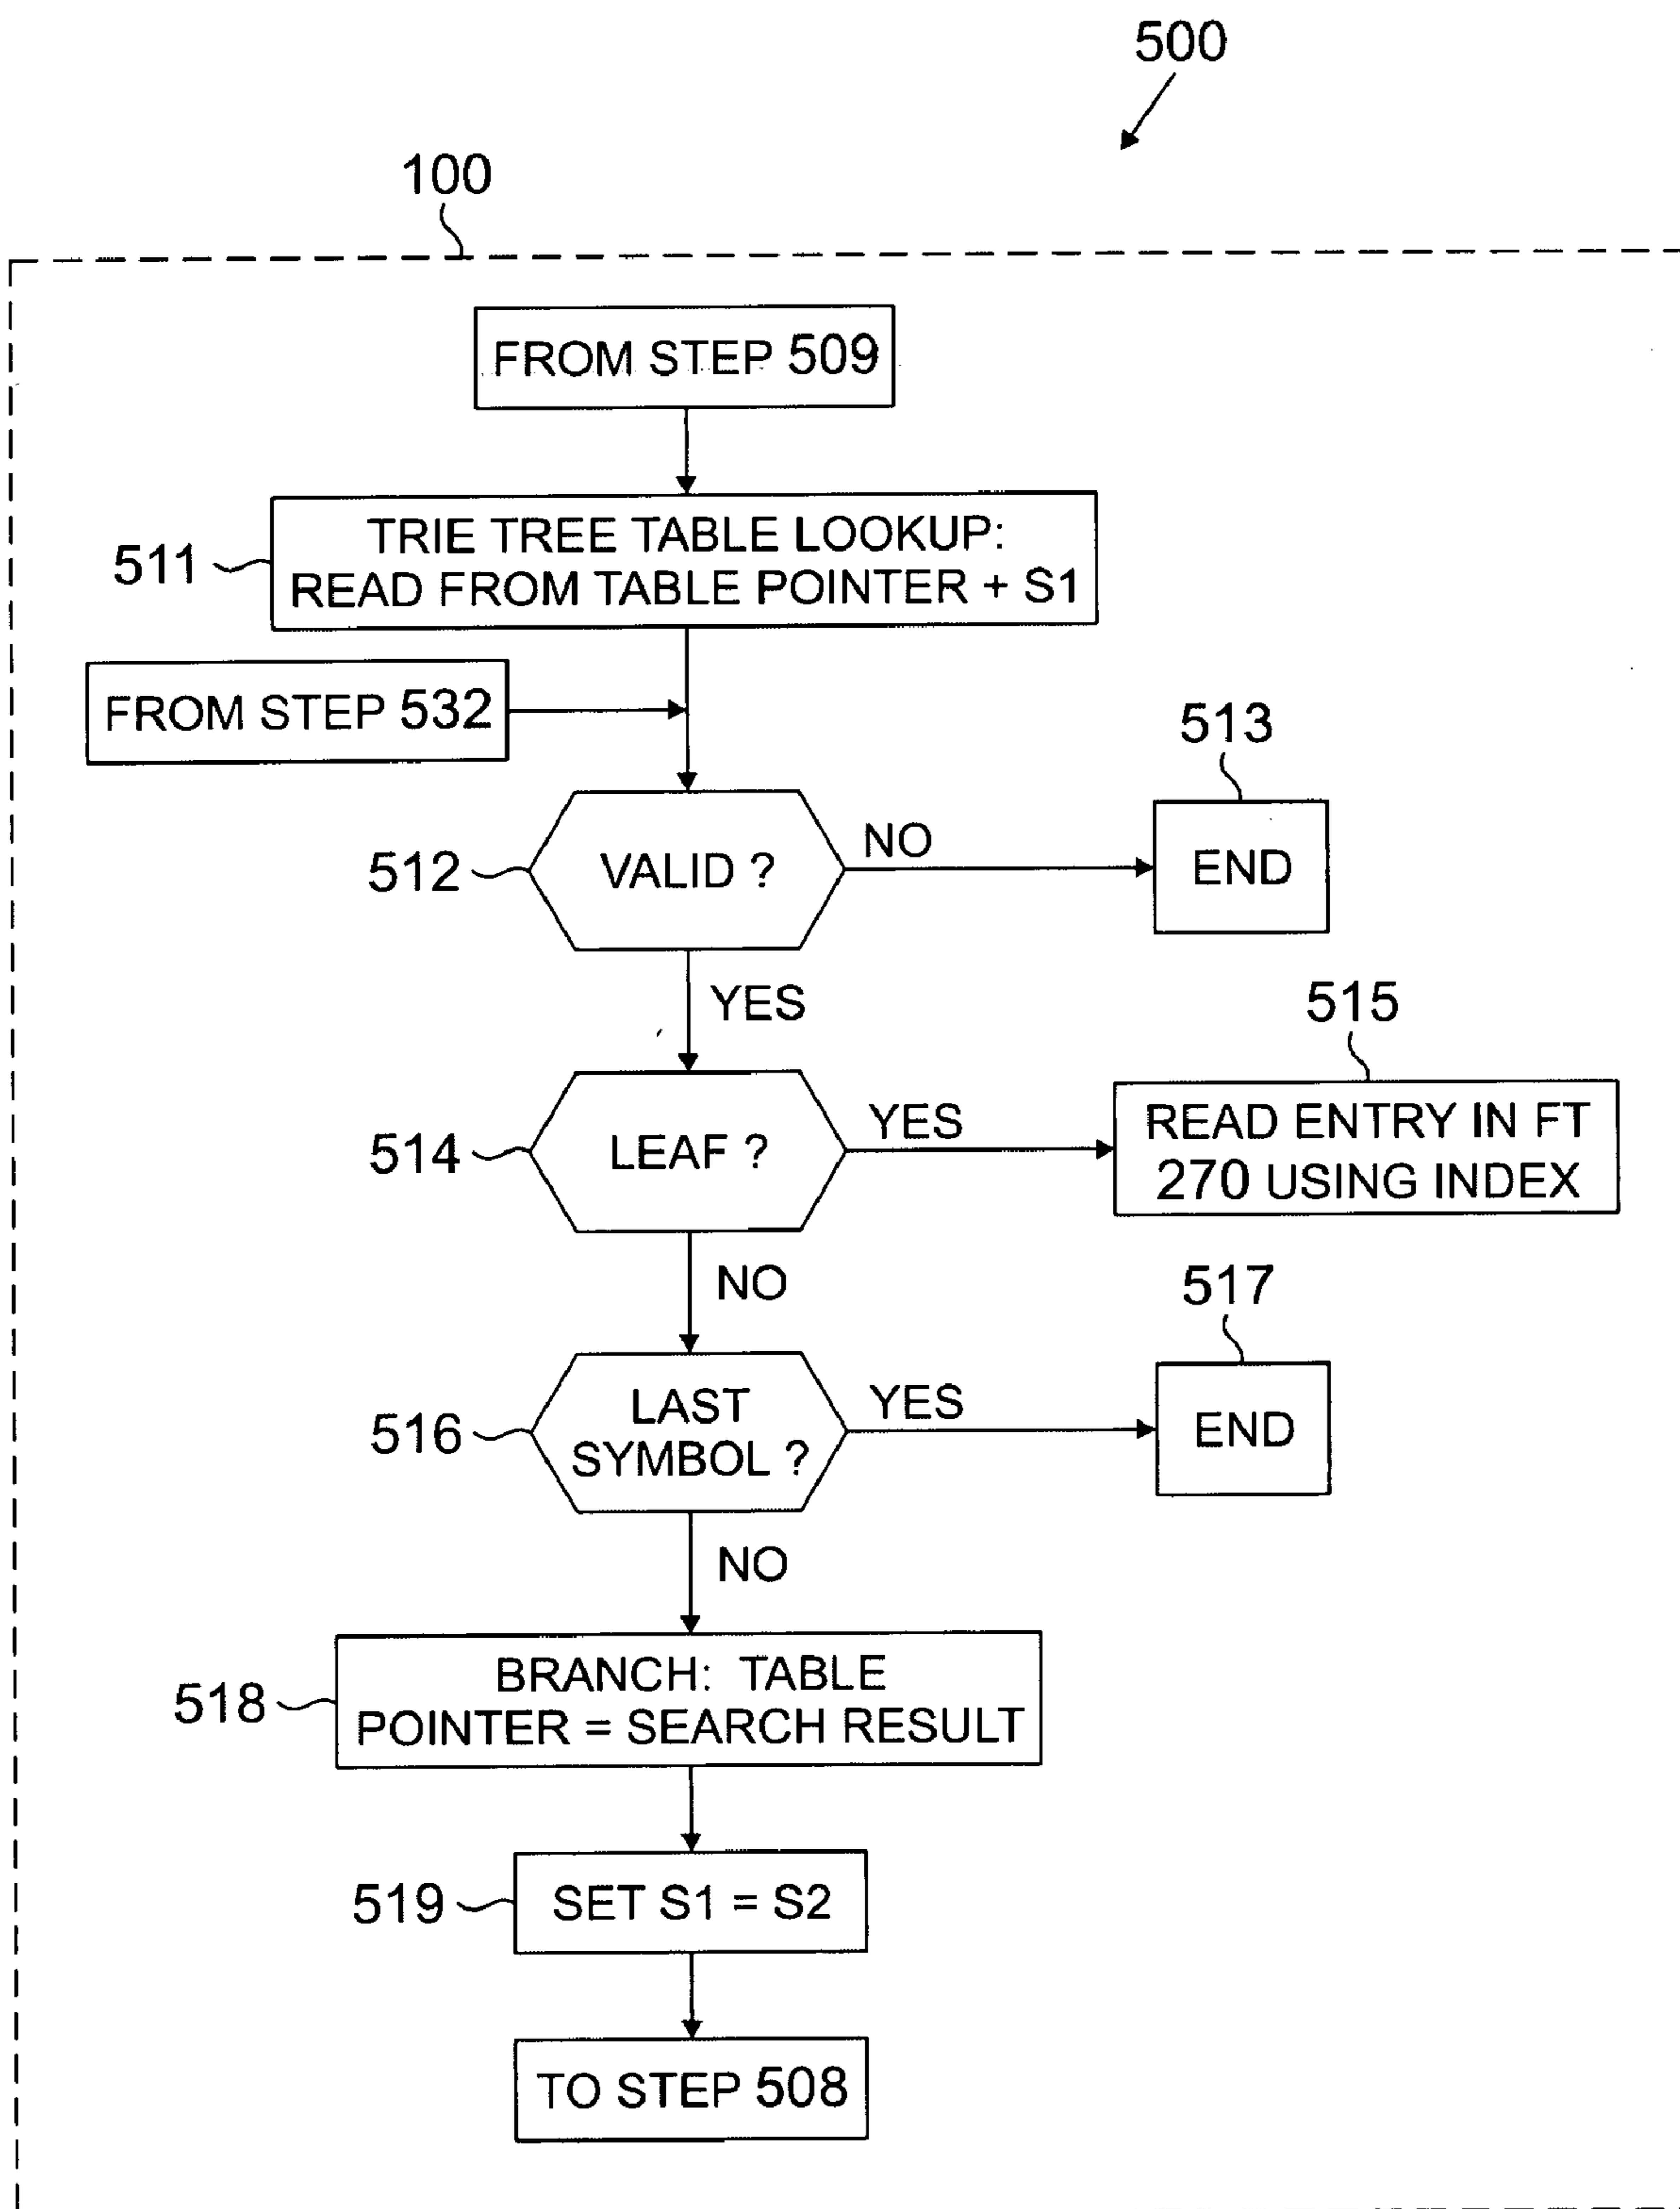 500
100
FROM STEP 509
511
TRIE TREE TABLE LOOKUP:
READ FROM TABLE POINTER + S1
FROM STEP 532
513
512
VALID ?
NO
END
YES
515
514
LEAF ?
YES
READ ENTRY IN FT
270 USING INDEX
NO
517
516
LAST
SYMBOL ?
YES
END
NO
518
BRANCH: TABLE
POINTER = SEARCH RESULT
519
SET S1 = S2
TO STEP 508